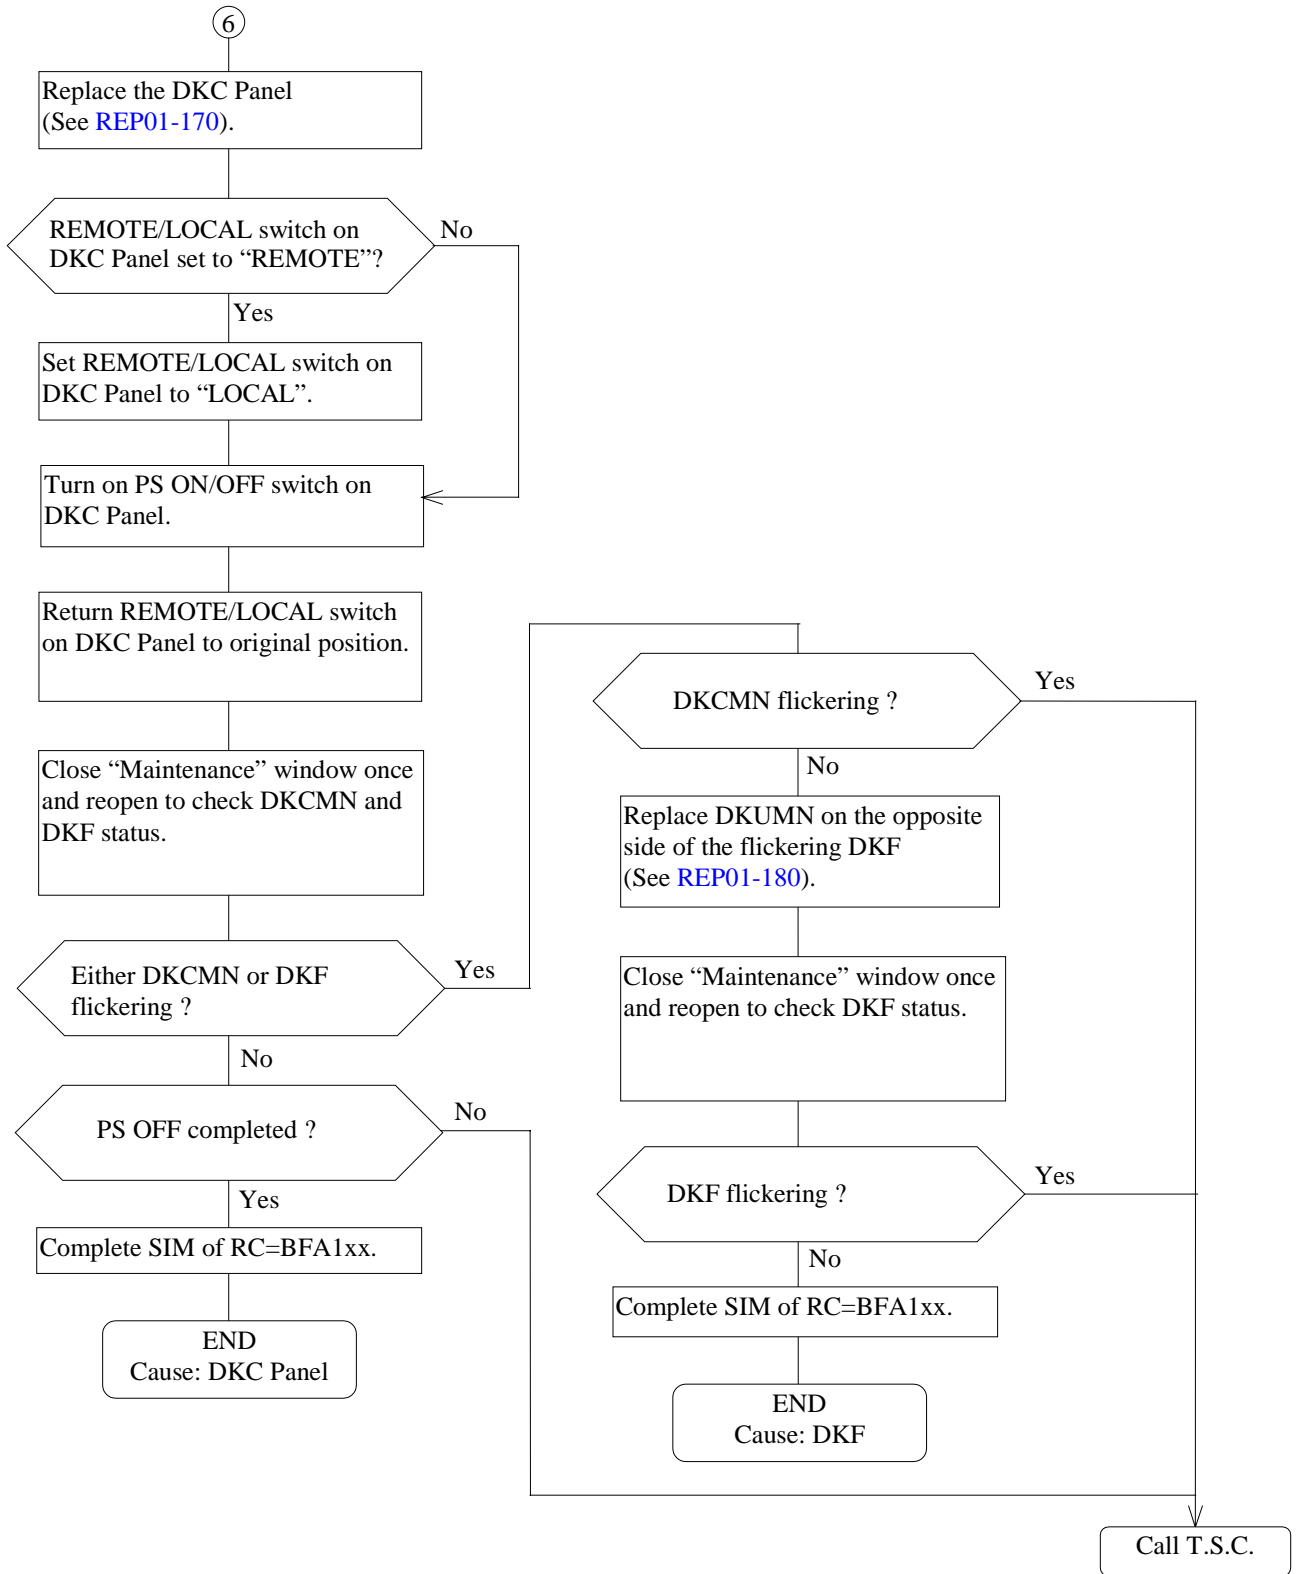 6
Replace the DKC Panel
(See REP01-170).
REMOTE/LOCAL switch on
DKC Panel set to “REMOTE”?
No
Yes
Set REMOTE/LOCAL switch on
DKC Panel to “LOCAL”.
Turn on PS ON/OFF switch on
DKC Panel.
Return REMOTE/LOCAL switch
on DKC Panel to original position.
Close “Maintenance” window once
and reopen to check DKCMN and
DKF status.
Either DKCMN or DKF
flickering ?
Yes
No
PS OFF completed ?
No
Yes
Complete SIM of RC=BFA1xx.
END
Cause: DKC Panel
DKCMN flickering ?
Yes
No
Replace DKUMN on the opposite
side of the flickering DKF
(See REP01-180).
Close “Maintenance” window once
and reopen to check DKF status.
DKF flickering ?
Yes
No
Complete SIM of RC=BFA1xx.
END
Cause: DKF
Call T.S.C.